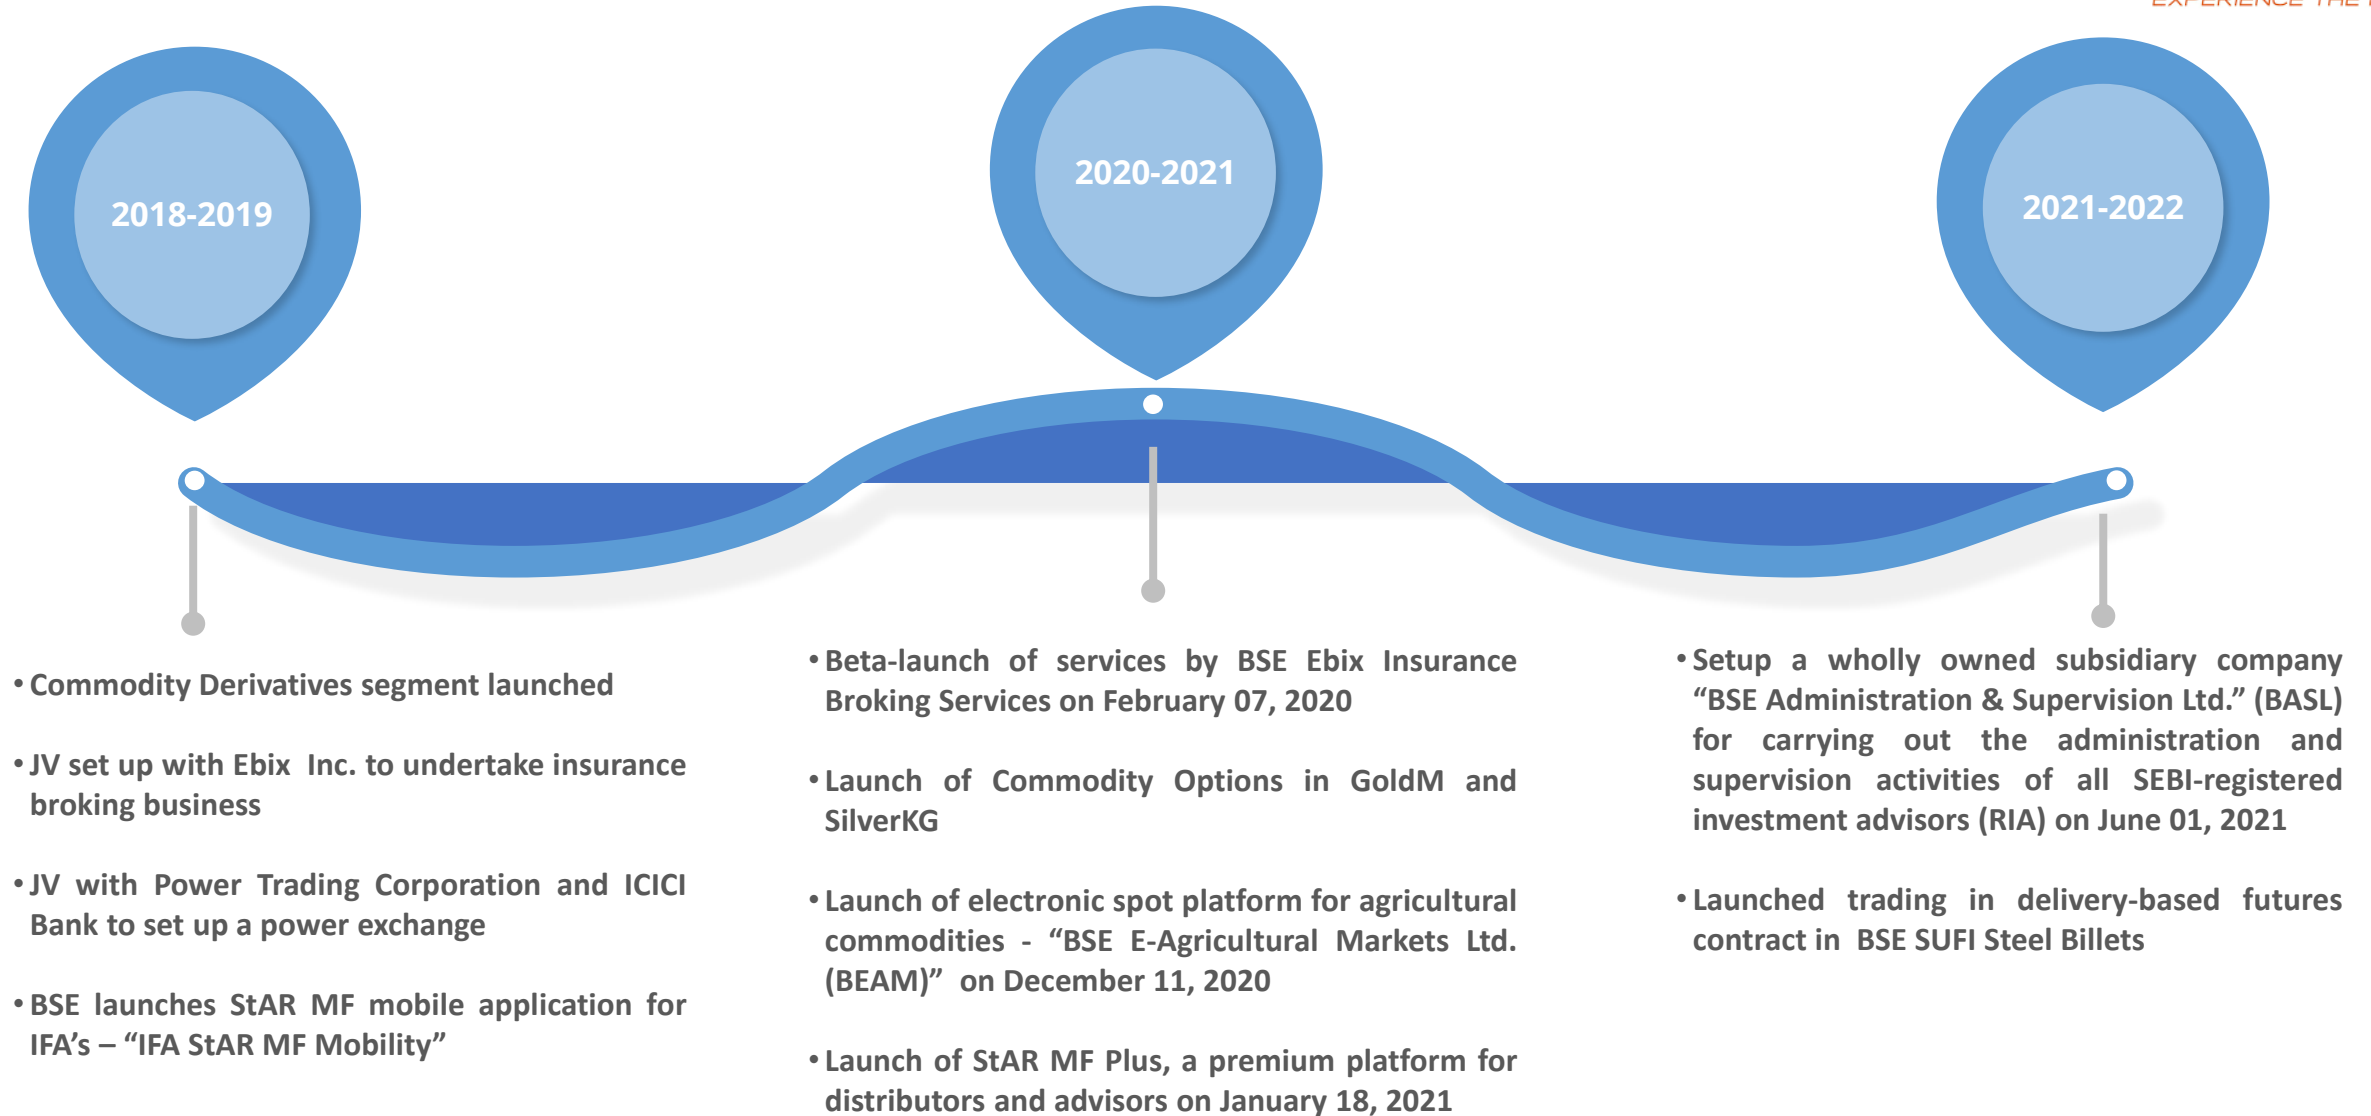 EXPERIENCE THE
2018-2019
2020-2021
2021-2022
• Commodity Derivatives segment launched
• JV set up with Ebix Inc. to undertake insurance
broking business
• JV with Power Trading Corporation and ICICI
Bank to set up a power exchange
• BSE launches StAR MF mobile application for
IFA’s – “IFA StAR MF Mobility”
• Beta-launch of services by BSE Ebix Insurance
Broking Services on February 07, 2020
• Launch of Commodity Options in GoldM and
SilverKG
• Launch of electronic spot platform for agricultural
commodities - “BSE E-Agricultural Markets Ltd.
(BEAM)” on December 11, 2020
• Launch of StAR MF Plus, a premium platform for
distributors and advisors on January 18, 2021
• Setup a wholly owned subsidiary company
“BSE Administration & Supervision Ltd.” (BASL)
for carrying out the administration and
supervision activities of all SEBI-registered
investment advisors (RIA) on June 01, 2021
• Launched trading in delivery-based futures
contract in BSE SUFI Steel Billets